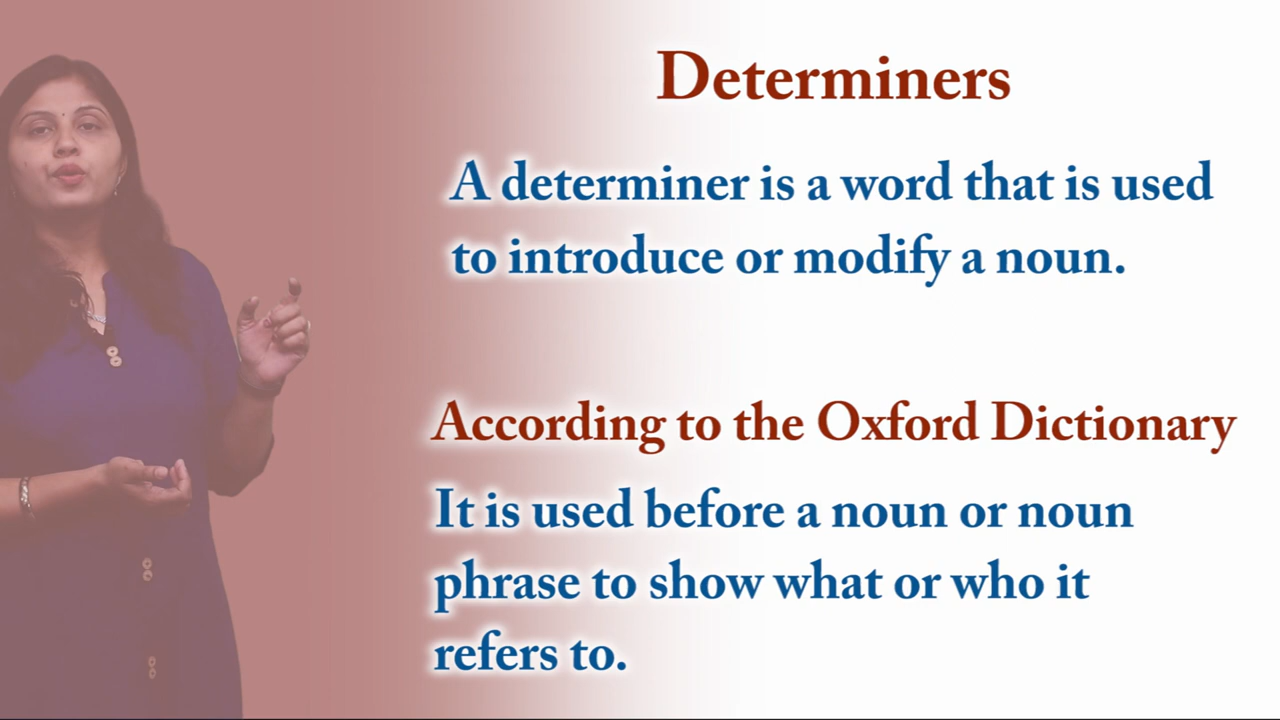 Determiners
A determiner is a word that is used
to introduce or modify a noun.
According to the Oxford Dictionary
It is used before a noun or noun
phrase to show what or who it
refers to.